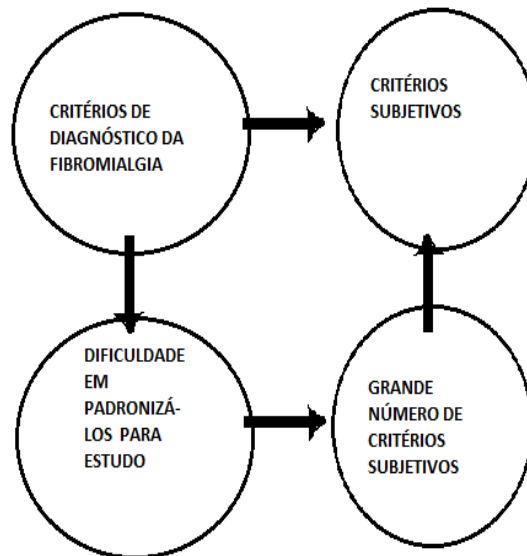 CRITÉRIOS DE
DIAGNÓSTICO DA
FIBROMIALGIA
CRITÉRIOS
SUBJETIVOS
DIFICULDADE
EM
PADRONIZÁ-
LOS PARA
ESTUDO
GRANDE
NÚMERO DE
CRITÉRIOS
SUBJETIVOS